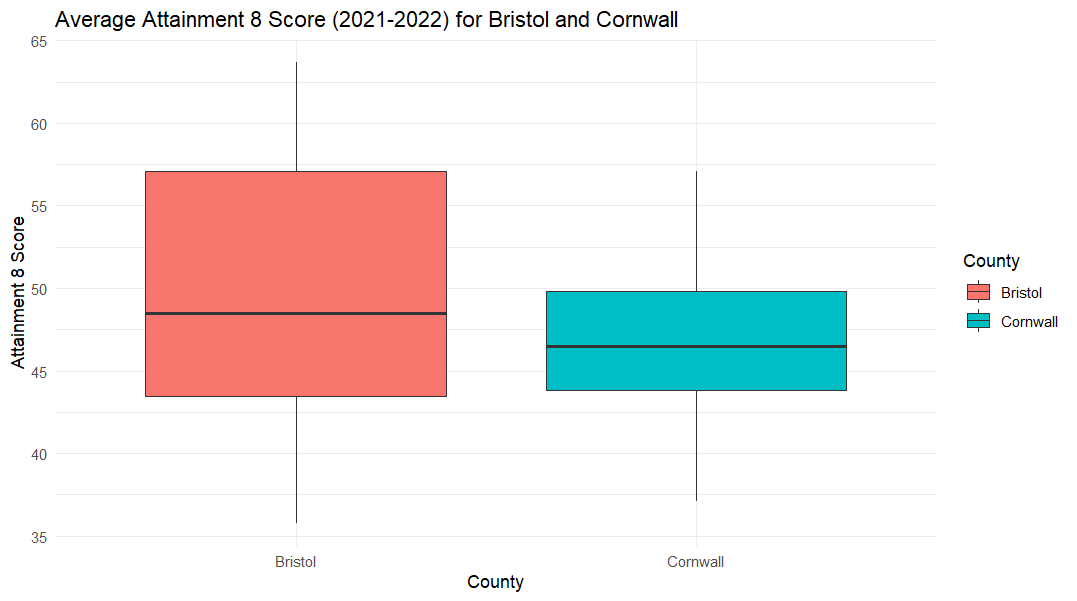 Average Attainment 8 Score (2021-2022) for Bristol and Cornwall
65
60
55
50
45
40
35
Attainment 8 Score
Bristol
Cornwall
County
County
Bristol
Cornwall